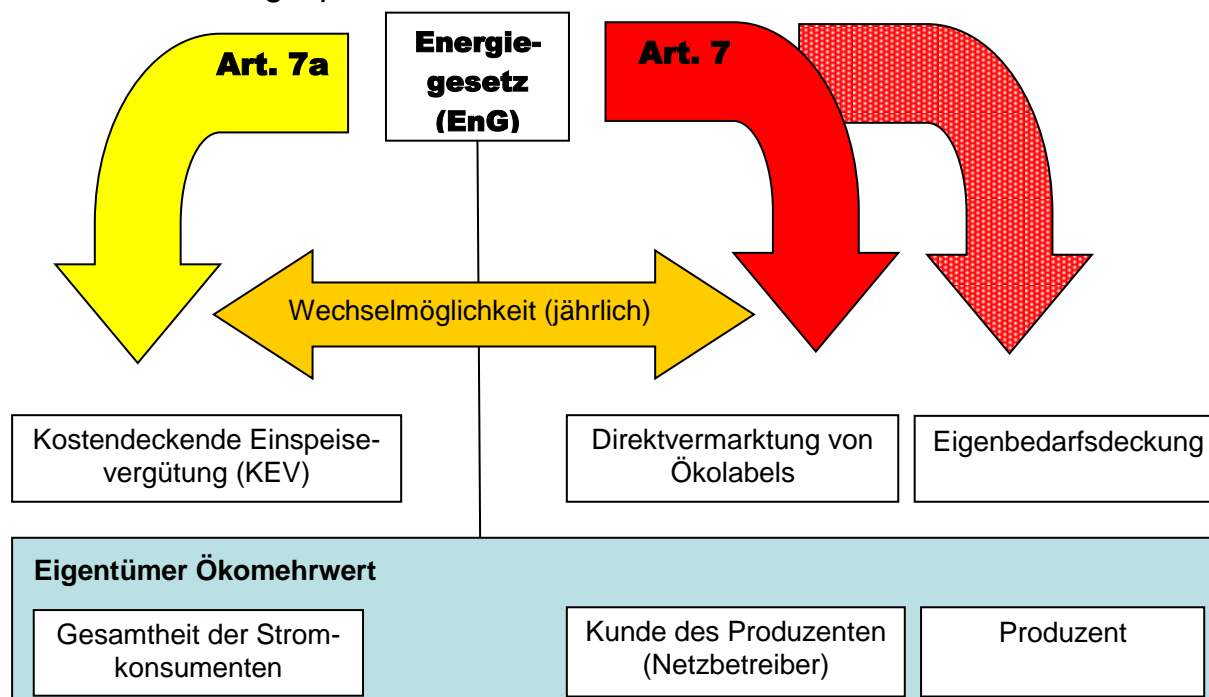 Art. 7a
Energie-
gesetz
(EnG)
Art. 7
Wechselmöglichkeit (jährlich)
Kostendeckende Einspeise-
vergütung (KEV)
Direktvermarktung von
Ökolabels
Eigenbedarfsdeckung
Eigentümer Ökomehrwert
Gesamtheit der Strom-
konsumenten
Kunde des Produzenten
(Netzbetreiber)
Produzent